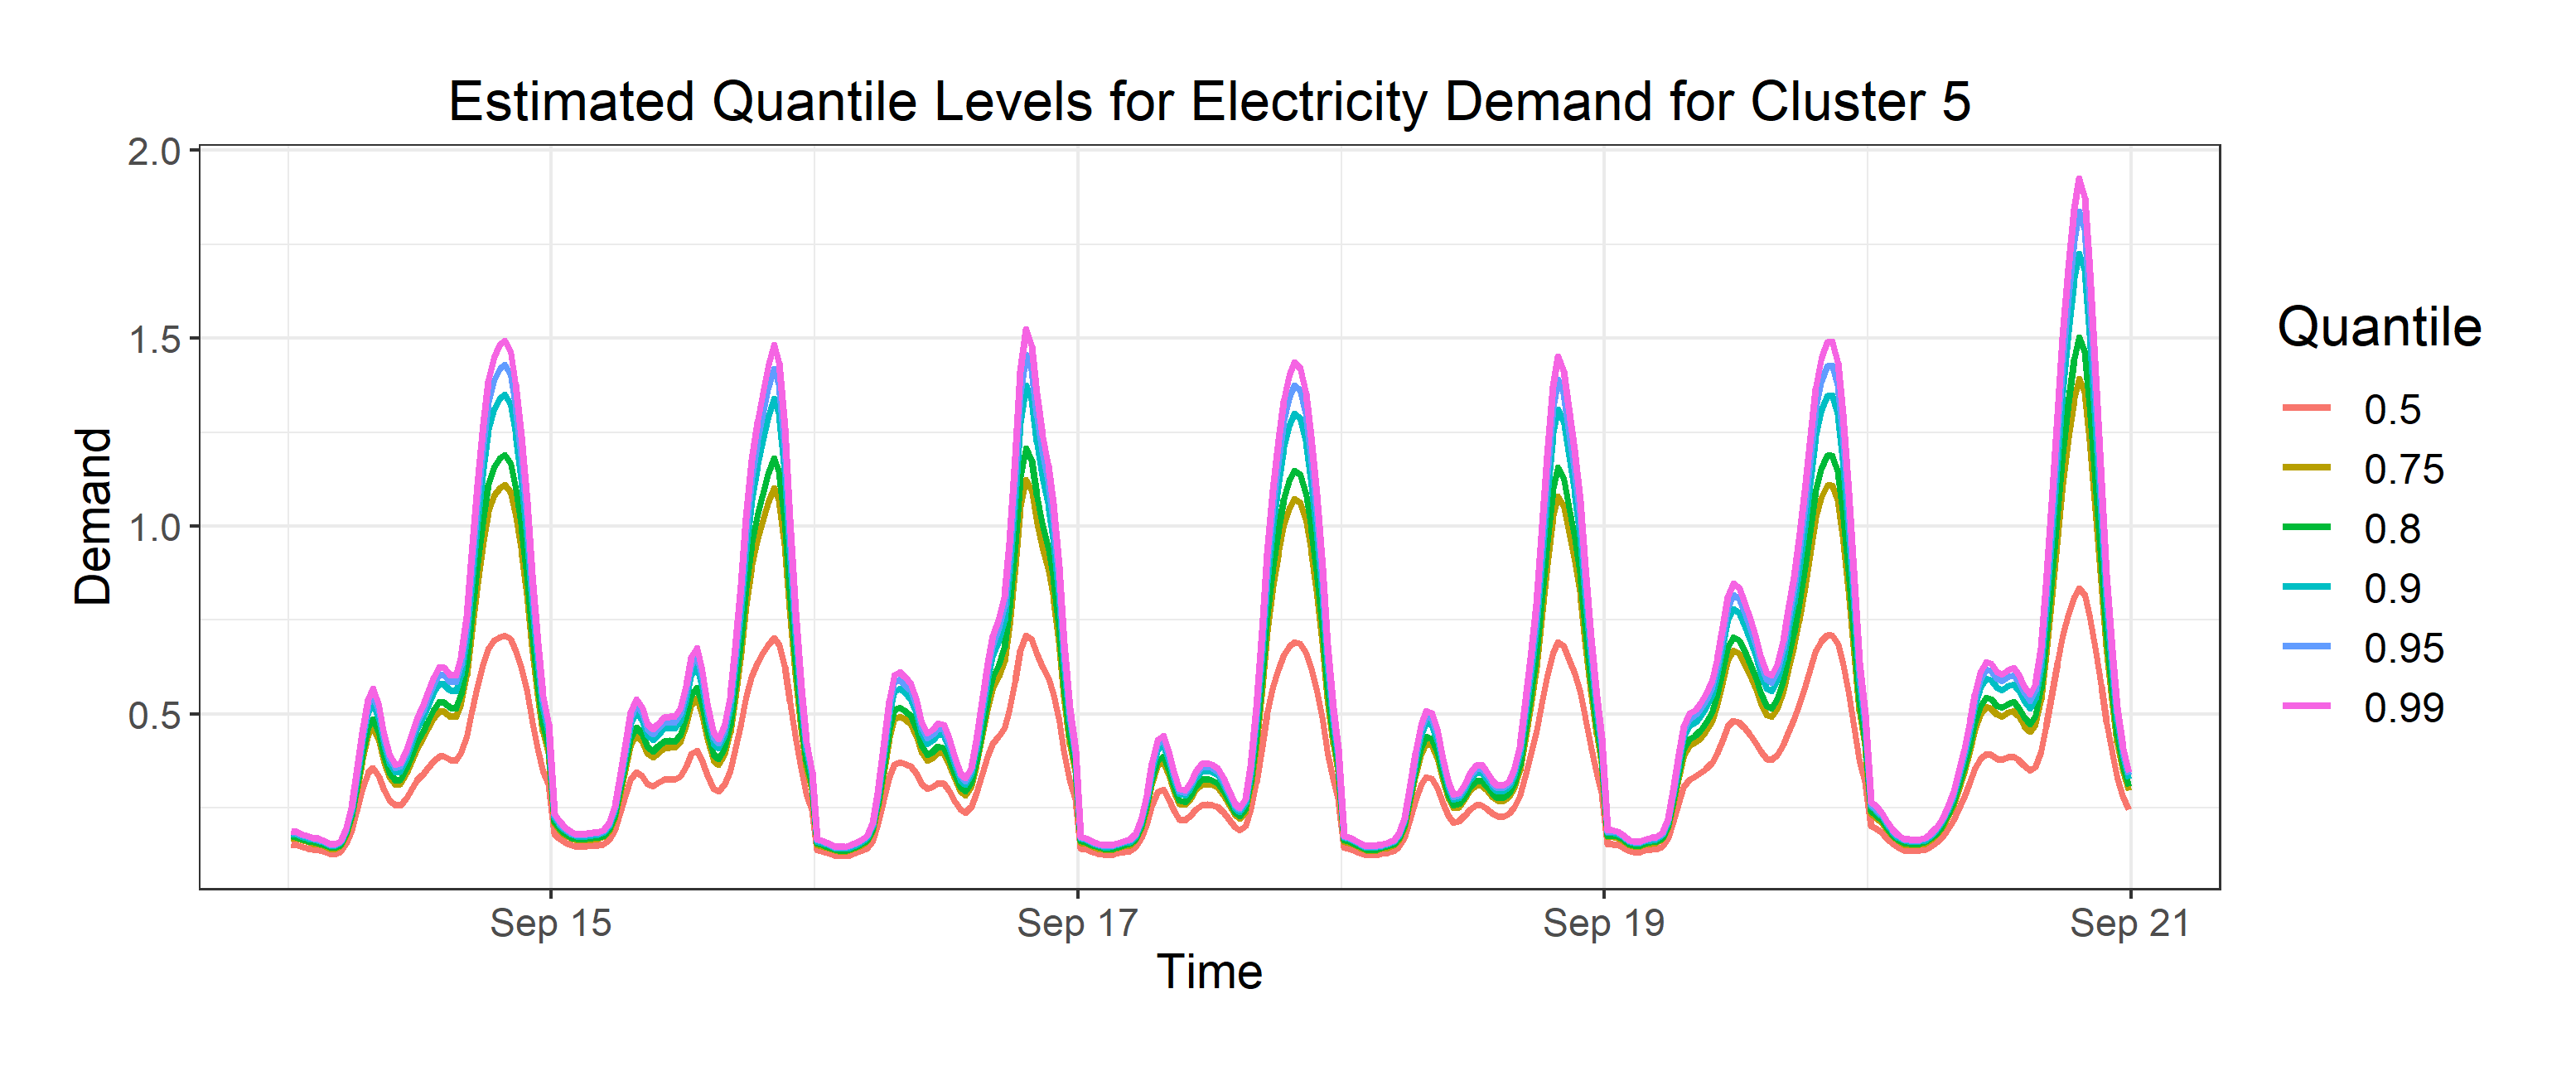 Estimated Quantile Levels for Electricity Demand for Cluster 5
2.0
1.5
1.0
0.5
Demand
Sep 15
Sep 17
Sep 19
Sep 21
Time
Quantile
0.5
0.75
0.8
0.9
0.95
0.99